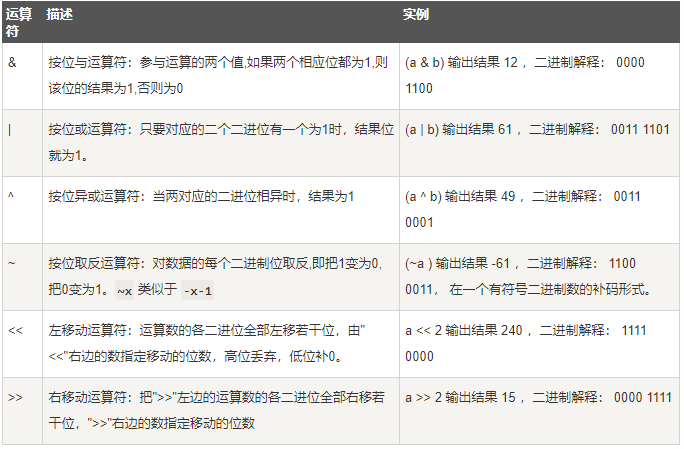 运算符 描述 实例
& 按位与运算符：参与运算的两个值,如果两个相应位都为1,则 (a & b) 输出结果 12 ，二进制解释： 0000
该位的结果为1,否则为0 1100
| 按位或运算符：只要对应的二个二进位有一个为1时，结果位 (a | b) 输出结果 61 ，二进制解释： 0011 1101
就为1。
^ 按位异或运算符：当两对应的二进位相异时，结果为1 (a ^ b) 输出结果 49 ，二进制解释： 0011
0001
~ 按位取反运算符：对数据的每个二进制位取反,即把1变为0, (~a ) 输出结果 -61 ，二进制解释： 1100
把0变为1。~x 类似于 -x-1 0011， 在一个有符号二进制数的补码形式。
<< 左移动运算符：运算数的各二进位全部左移若干位，由" a << 2 输出结果 240 ，二进制解释： 1111
<<"右边的数指定移动的位数，高位丢弃，低位补0。 0000
>> 右移动运算符：把">>"左边的运算数的各二进位全部右移若 a >> 2 输出结果 15 ，二进制解释： 0000 1111
干位，">>"右边的数指定移动的位数